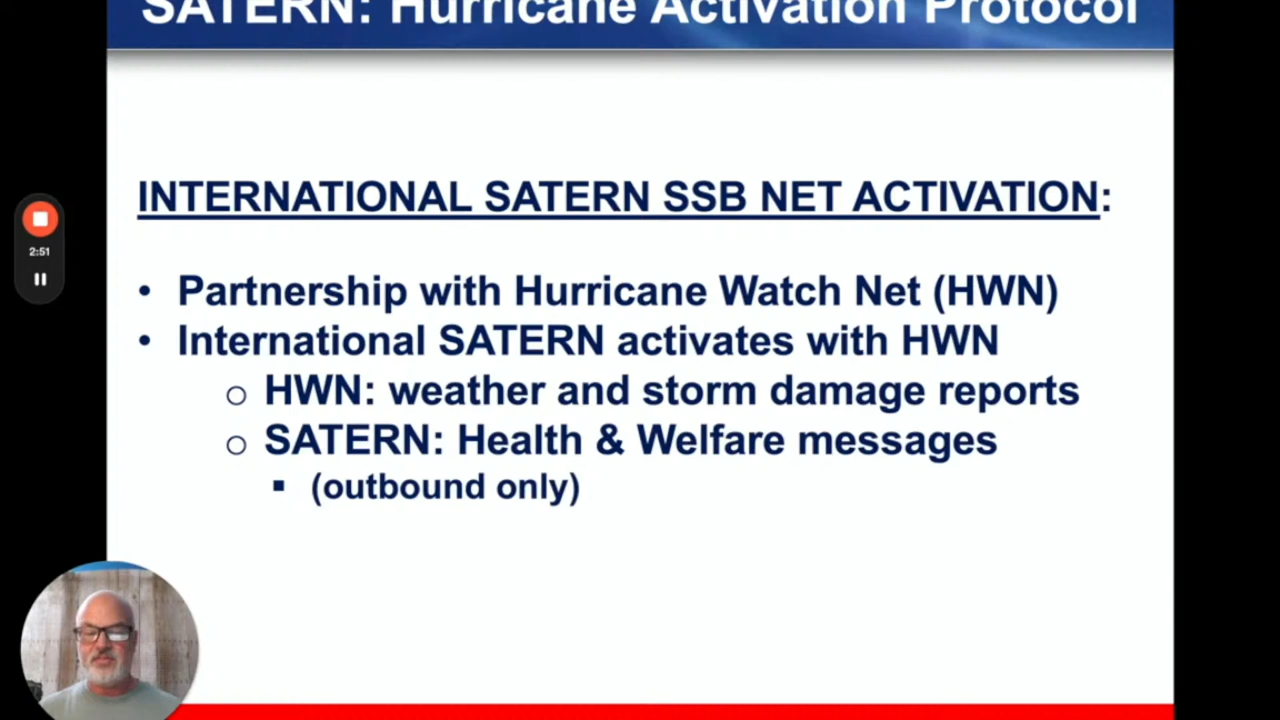 SATERN: Hurricane Activation Protocol
INTERNATIONAL SATERN SSB NET ACTIVATION:
• Partnership with Hurricane Watch Net (HWN)
• International SATERN activates with HWN
o HWN: weather and storm damage reports
o SATERN: Health & Welfare messages
▪ (outbound only)
2:51